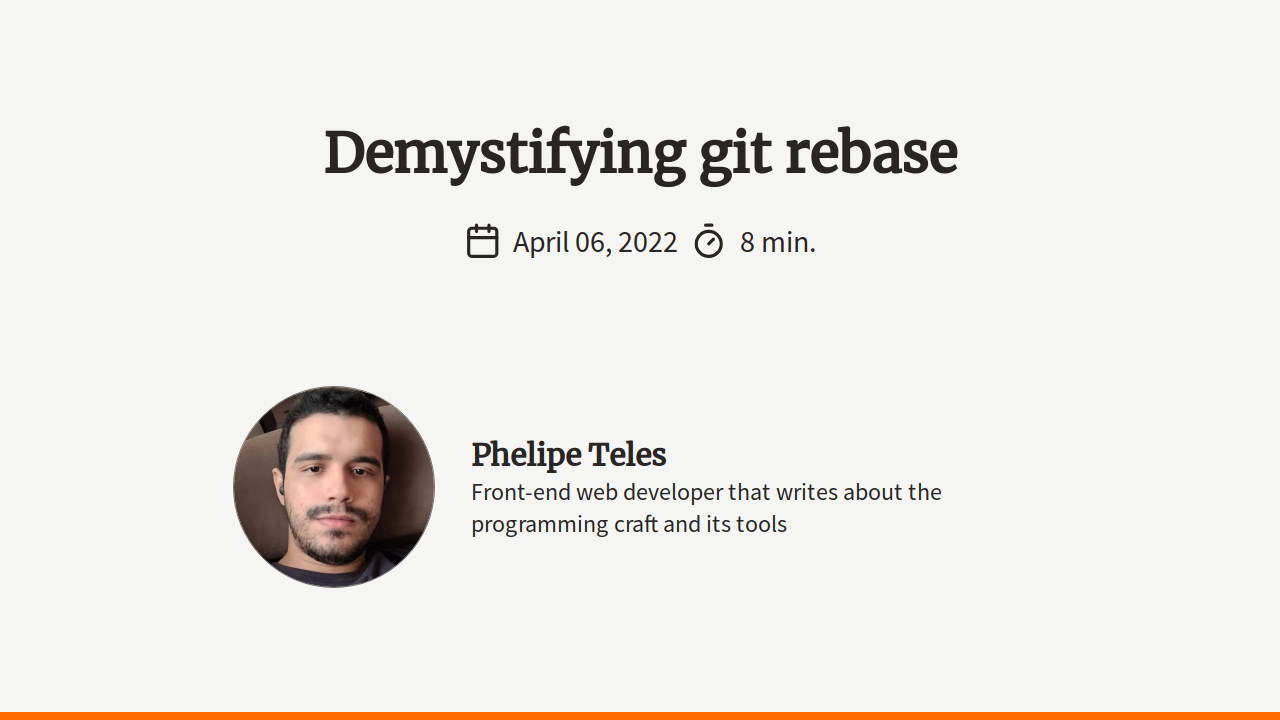 Demystifying git rebase
April 06, 2022 8 min.
Phelipe Teles
Front-end web developer that writes about the
programming craft and its tools